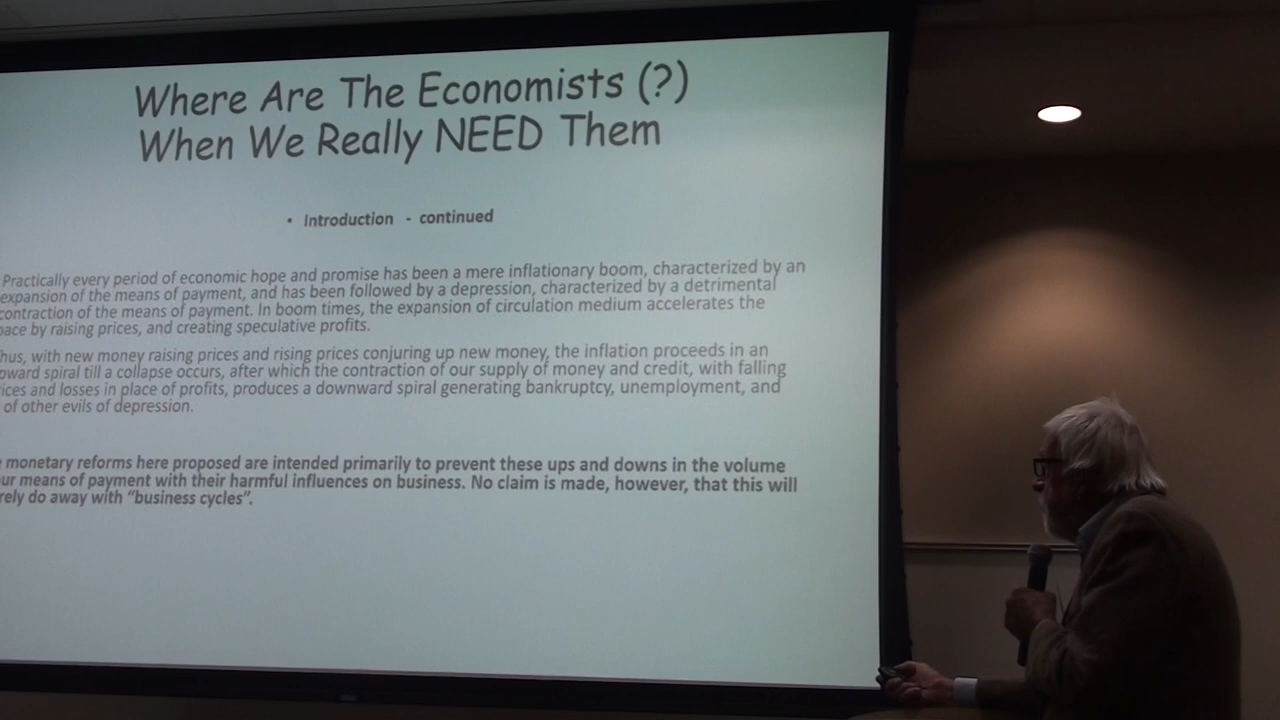 Where Are The Economists (?)
When We Really NEED Them
• Introduction - continued
Practically every period of economic hope and promise has been a mere inflationary boom, characterized by an
expansion of the means of payment, and has been followed by a depression, characterized by a detrimental
contraction of the means of payment. In boom times, the expansion of circulation medium accelerates the
pace by raising prices, and creating speculative profits.
hus, with new money raising prices and rising prices conjuring up new money, the inflation proceeds in an
pward spiral till a collapse occurs, after which the contraction of our supply of money and credit, with falling
ices and losses in place of profits, produces a downward spiral generating bankruptcy, unemployment, and
of other evils of depression.
monetary reforms here proposed are intended primarily to prevent these ups and downs in the volume
ur means of payment with their harmful influences on business. No claim is made, however, that this will
rely do away with “business cycles”.